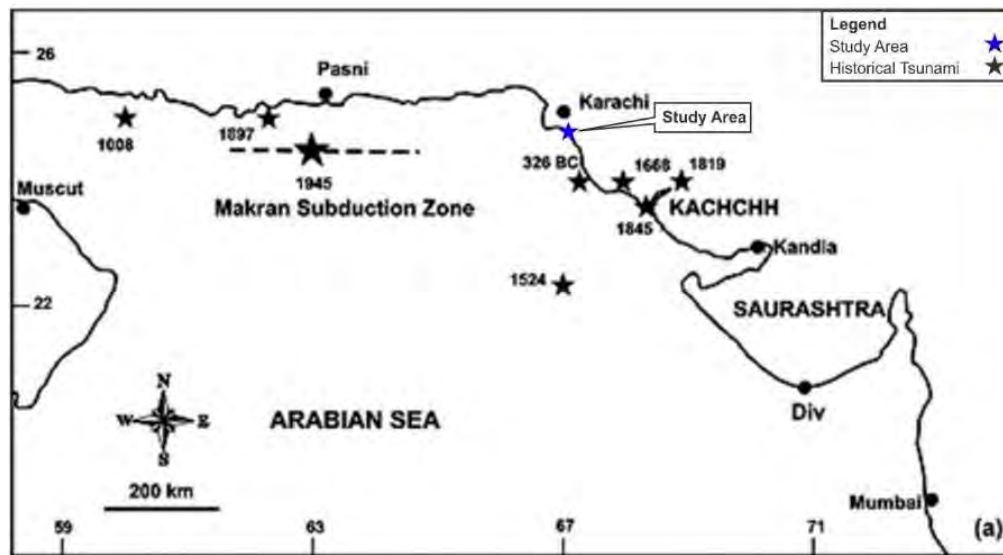 Legend
Study Area
Historical Tsunami
26
Pasni
Karachi
Study Area
1008
1897
1945
326 BC
1668
1819
Muscut
Makran Subduction Zone
KACHCHH
1845
Kandla
1524
22
SAURASHTRA
N
W
E
S
ARABIAN SEA
Div
200 km
Mumbai
59
63
67
71
(a)